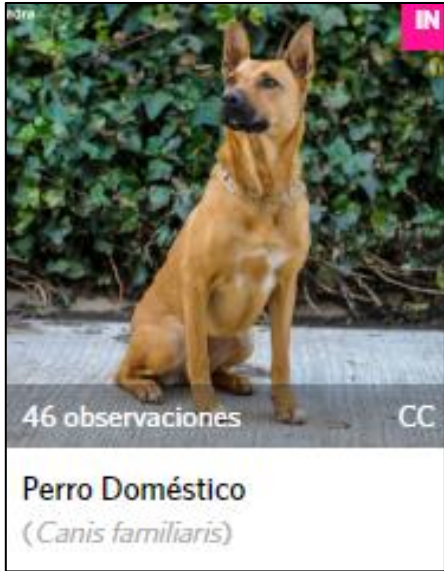 IN
46 observaciones CC
Perro Doméstico
(Canis familiaris)